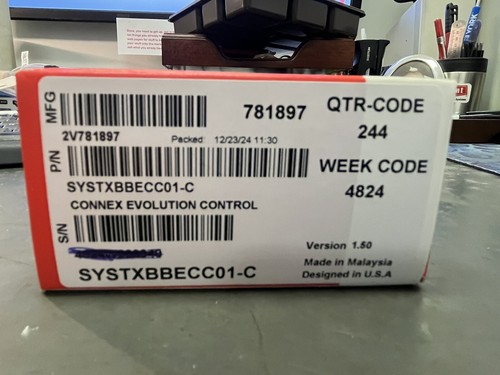 MFG
781897
QTR-CODE
244
2V781897
Packed: 12/23/24 11:30
P/N
WEEK CODE
4824
SYSTXBBECC01-C
CONNEX EVOLUTION CONTROL
S/N
Version 1.50
SYSTXBBECC01-C
Made in Malaysia
Designed in U.S.A